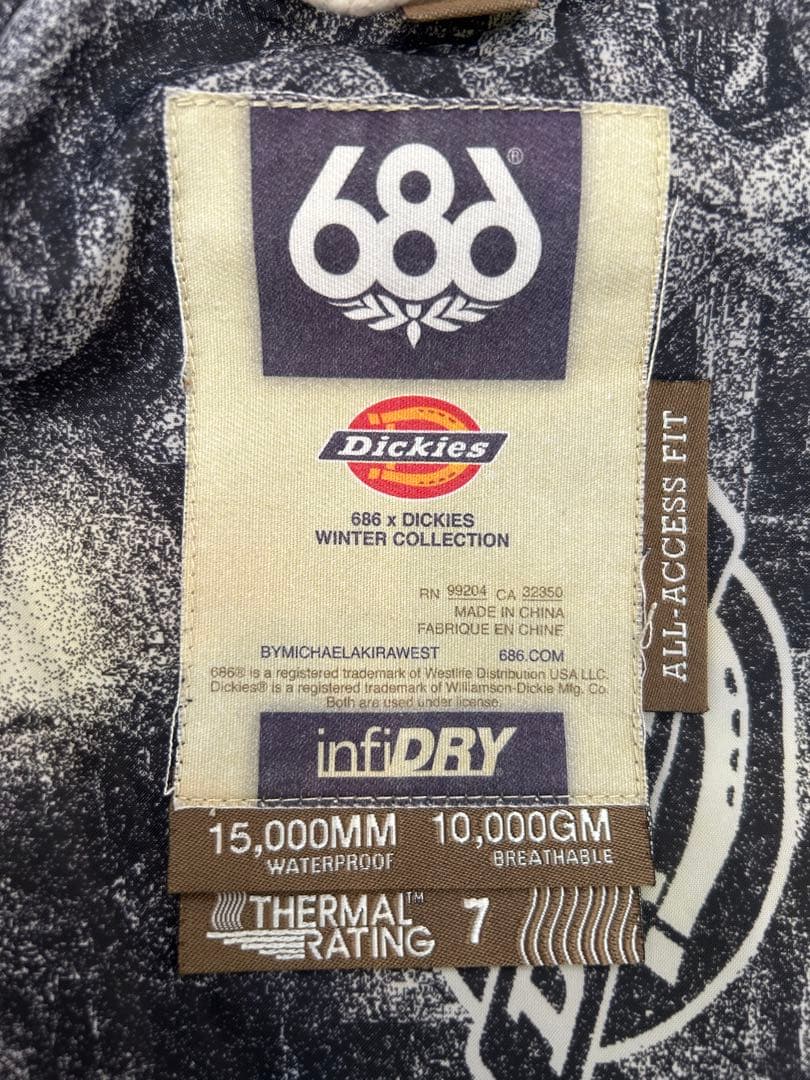 686®
Dickies
686 x DICKIES
WINTER COLLECTION
RN 99204 CA 32350
MADE IN CHINA
FABRIQUE EN CHINE
BYMICHAELAKIRAWEST 686.COM
686® is a registered trademark of Westlife Distribution USA LLC.
Dickies® is a registered trademark of Williamson-Dickie Mfg. Co.
Both are used under license.
infiDRY
15,000MM 10,000GM
WATERPROOF BREATHABLE
THERMAL™ 7
RATING
ALL-ACCESS FIT